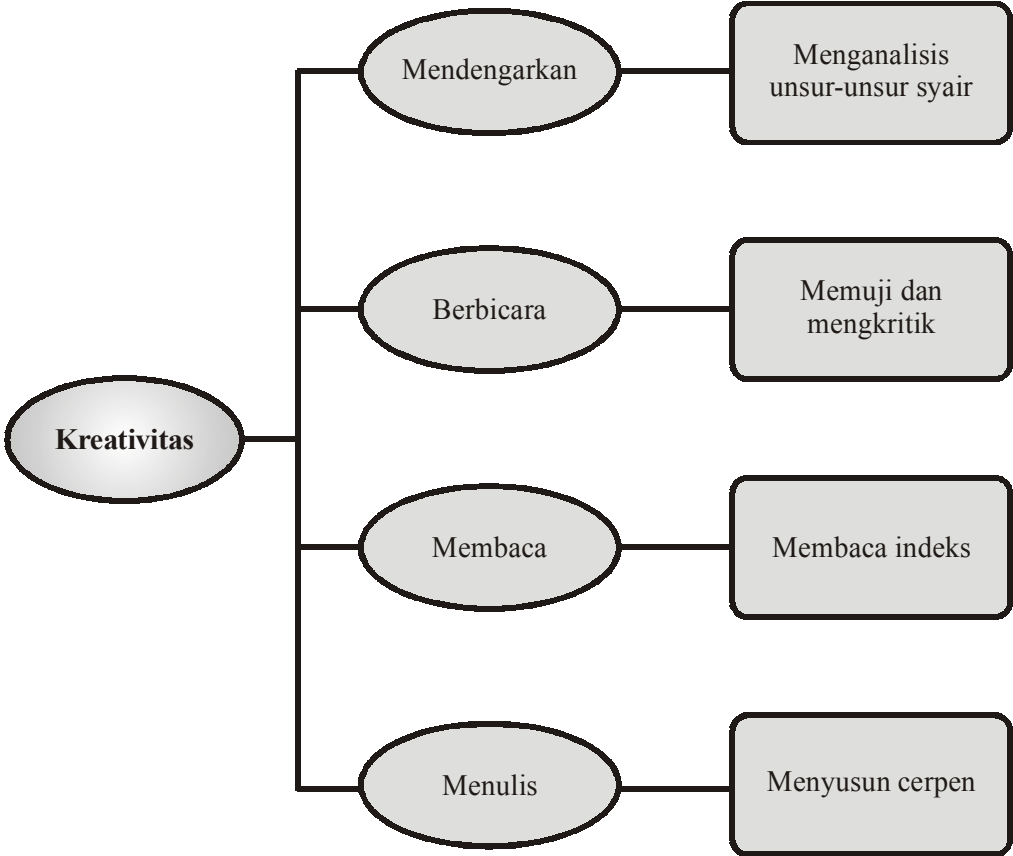 Mendengarkan
Menganalisis
unsur-unsur syair
Berbicara
Memuji dan
mengkritik
Kreativitas
Membaca
Membaca indeks
Menulis
Menyusun cerpen